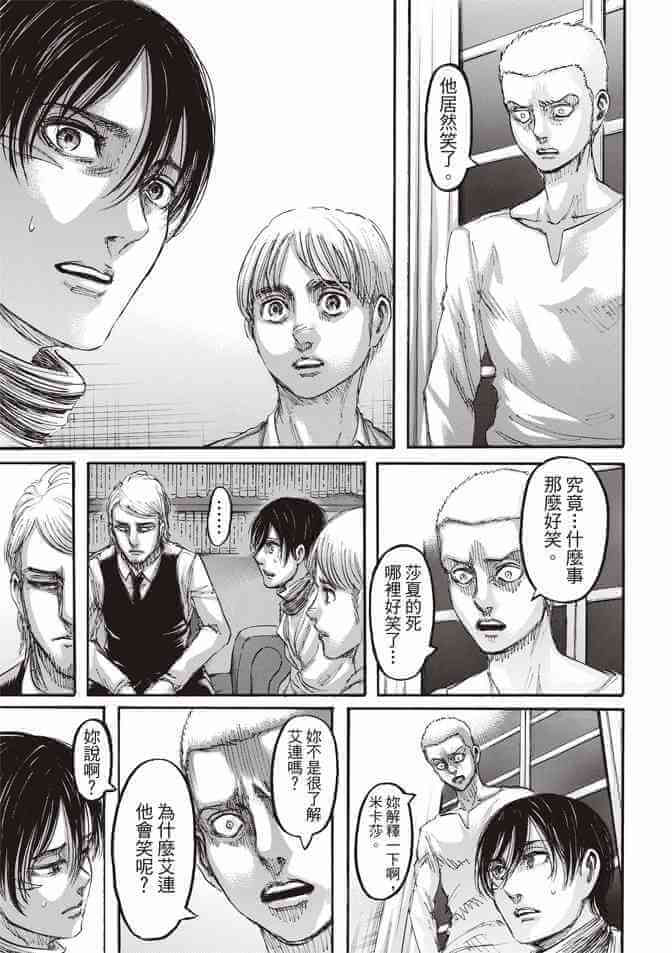 他居然笑了。
究竟…什麼事
那麼好笑。
莎夏的死
哪裡好笑了…
……
妳解釋一下啊，
米卡莎。
妳不是很了解
艾連嗎？
為什麼艾連
他會笑呢？
妳說啊？